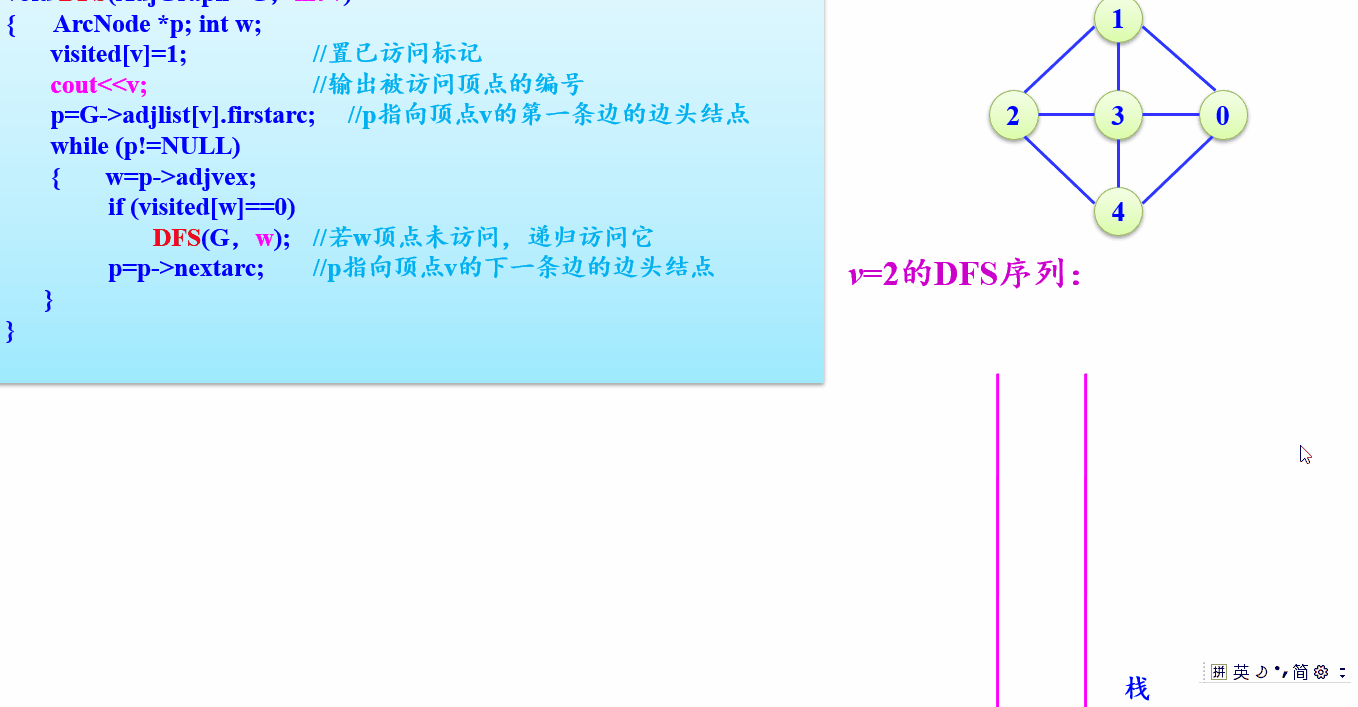 { ArcNode *p; int w;
visited[v]=1; //置已访问标记
cout<<v; //输出被访问顶点的编号
p=G->adjlist[v].firstarc; //p指向顶点v的第一条边的边头结点
while (p!=NULL)
{ w=p->adjvex;
if (visited[w]==0)
DFS(G，w); //若w顶点未访问，递归访问它
p=p->nextarc; //p指向顶点v的下一条边的边头结点
}
}
1
2 3 0
4
v=2的DFS序列：
栈
拼 英 简